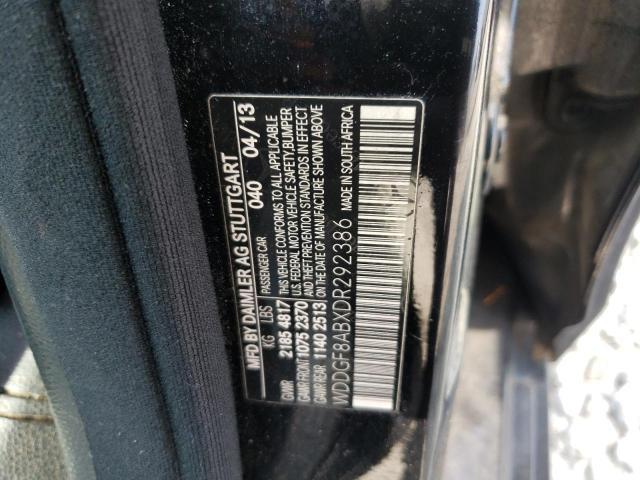 MFD BY DAIMLER AG STUTTGART
PASSENGER CAR 040 04/13
KG LBS
GVWR 2185 4817
GAWR FRONT 1075 2370
GAWR REAR 1140 2513
THIS VEHICLE CONFORMS TO ALL APPLICABLE
U.S. FEDERAL MOTOR VEHICLE SAFETY, BUMPER
AND THEFT PREVENTION STANDARDS IN EFFECT
ON THE DATE OF MANUFACTURE SHOWN ABOVE
WDDGF8ABXDR292386 MADE IN SOUTH AFRICA